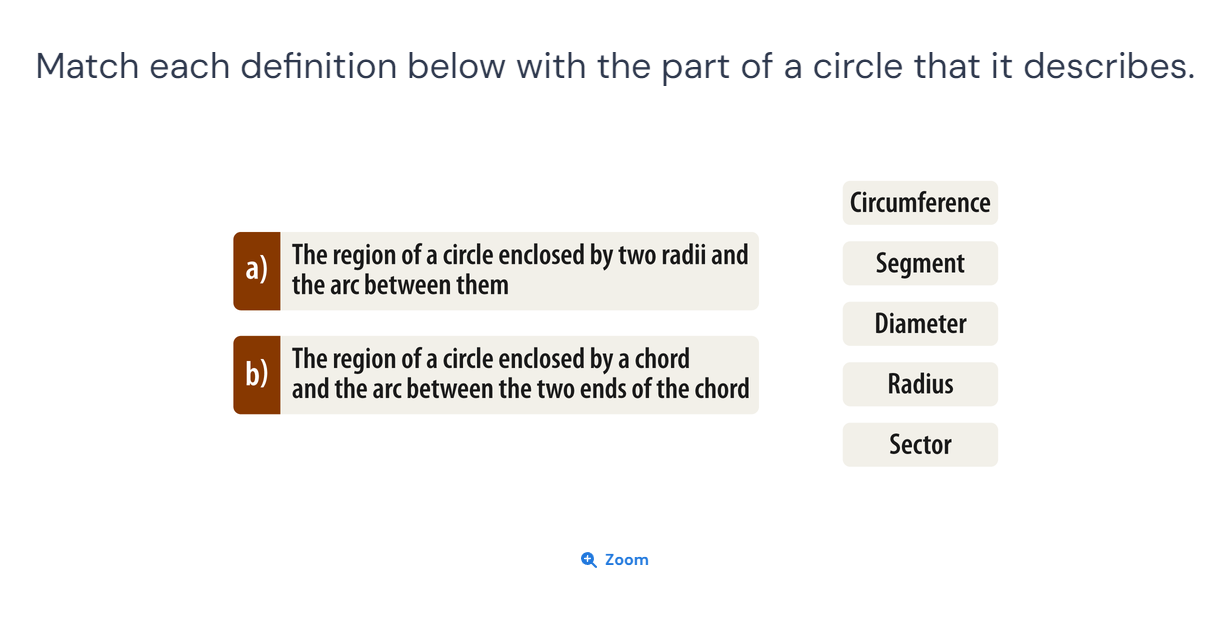 Match each definition below with the part of a circle that it describes.
a)
The region of a circle enclosed by two radii and
the arc between them
b)
The region of a circle enclosed by a chord
and the arc between the two ends of the chord
Circumference
Segment
Diameter
Radius
Sector
Zoom